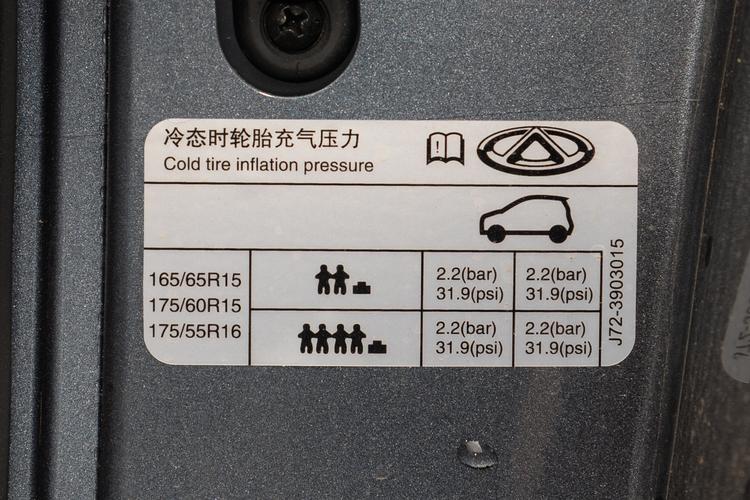 冷态时轮胎充气压力
Cold tire inflation pressure
165/65R15
175/60R15
175/55R16
2.2(bar) 2.2(bar)
31.9(psi) 31.9(psi)
2.2(bar) 2.2(bar)
31.9(psi) 31.9(psi)
J72-3903015